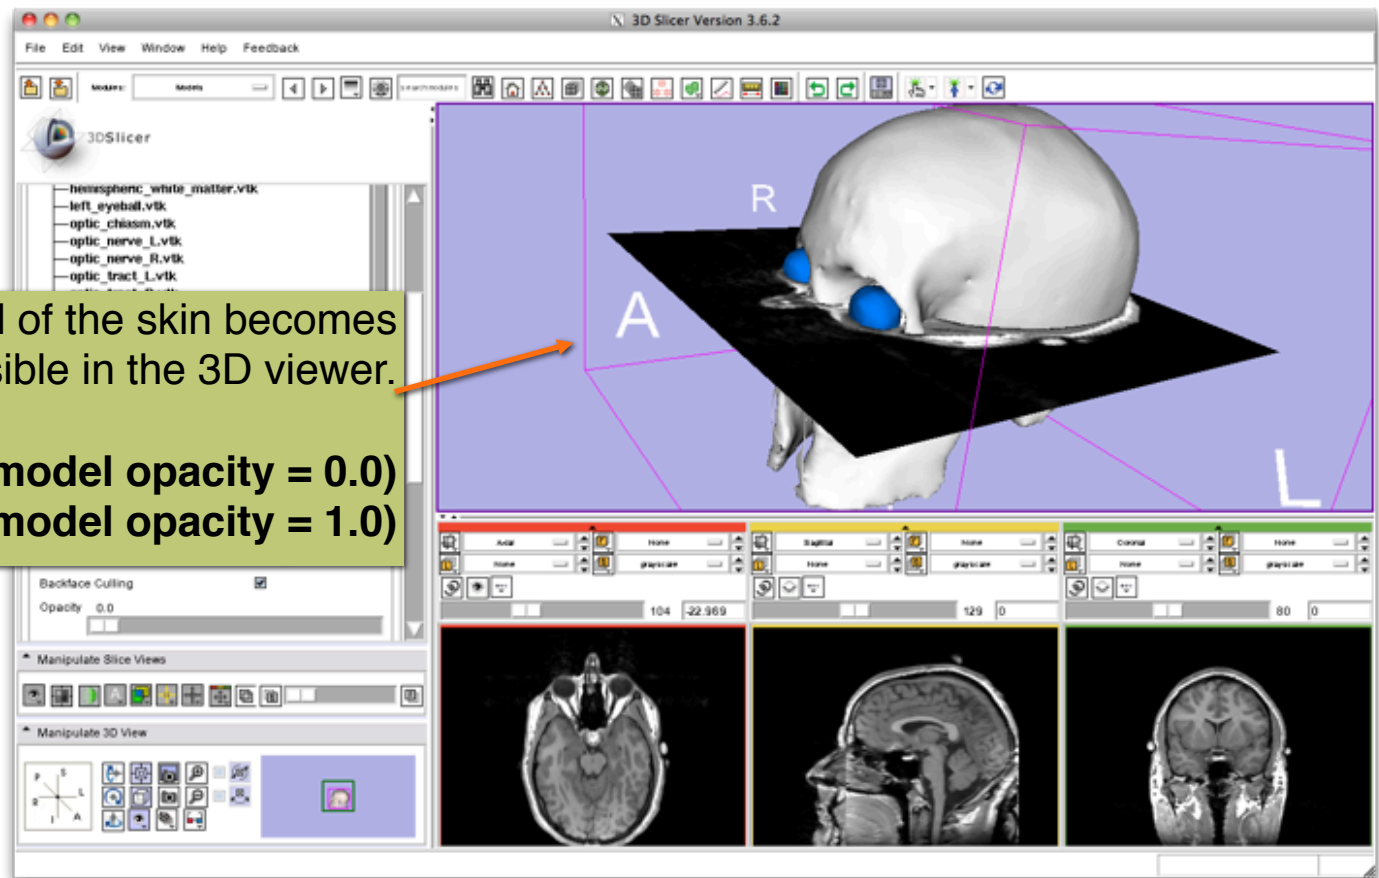 3D Slicer Version 3.6.2
File Edit View Window Help Feedback
Modules: Models search modules
3DSlicer
hemispheric_white_matter.vtk
left_eyeball.vtk
optic_chiasm.vtk
optic_nerve_L.vtk
optic_nerve_R.vtk
optic_tract_L.vtk
R
A
L
of the skin becomes
sible in the 3D viewer.
model opacity = 0.0)
model opacity = 1.0)
Backface Culling
Opacity 0.0
Axial None Sagittal None Coronal None
None grayscale None grayscale None grayscale
104 -22.989 129 0 80 0
Manipulate Slice Views
Manipulate 3D View
P S
R L
I A